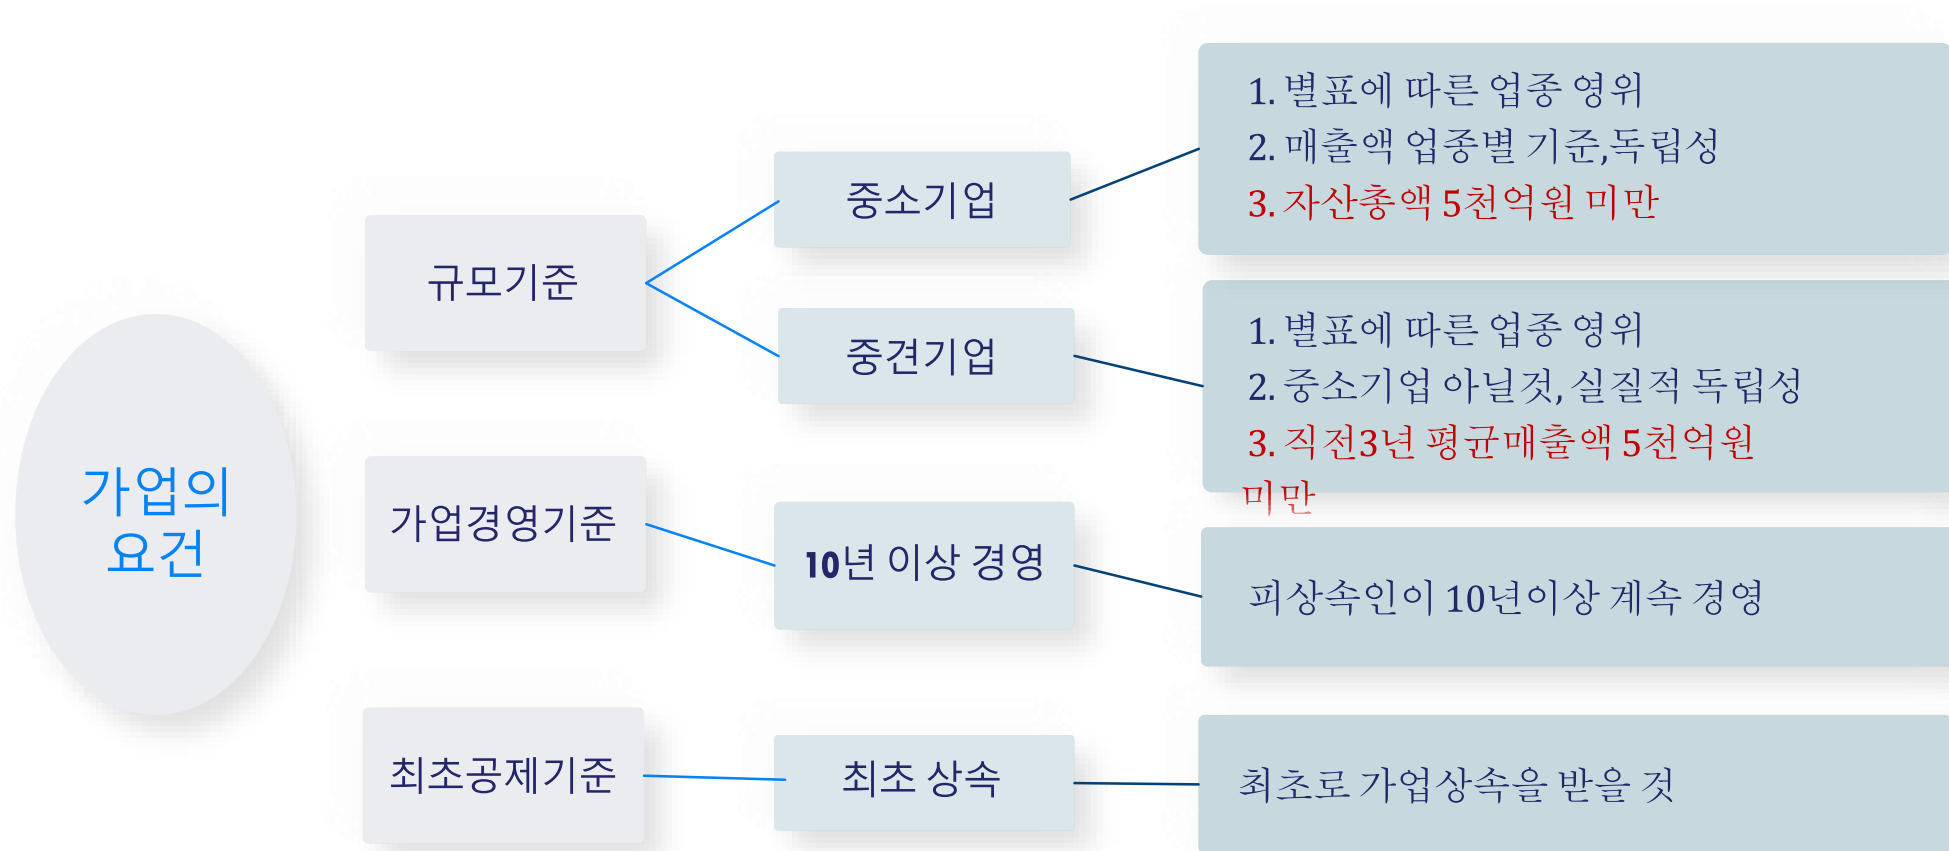 가업의
요건
규모기준
중소기업
1. 별표에 따른 업종 영위
2. 매출액 업종별 기준,독립성
3. 자산총액 5천억원 미만
중견기업
1. 별표에 따른 업종 영위
2. 중소기업 아닐것, 실질적 독립성
3. 직전3년 평균매출액 5천억원
미만
가업경영기준
10년 이상 경영
피상속인이 10년이상 계속 경영
최초공제기준
최초 상속
최초로 가업상속을 받을 것